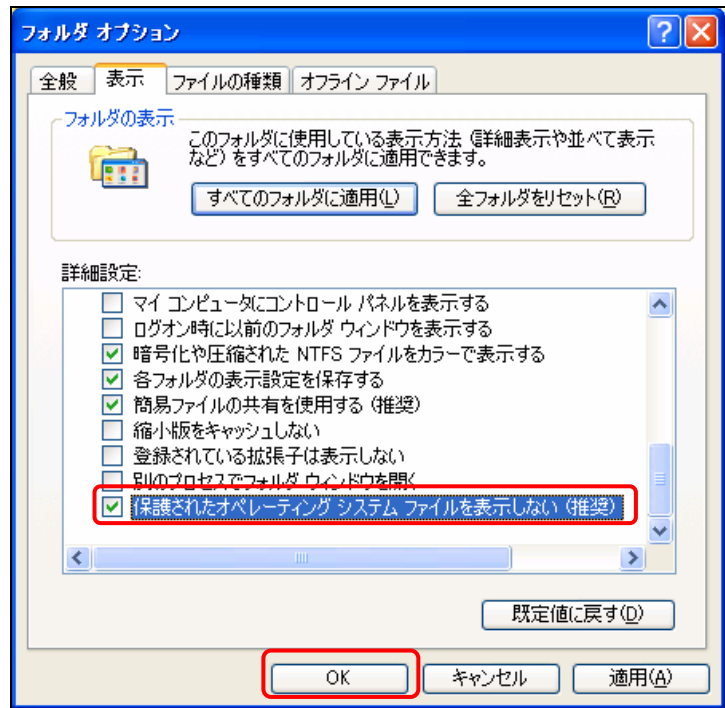 フォルダ オプション
全般 表示 ファイルの種類 オフライン ファイル
フォルダの表示
このフォルダに使用している表示方法 (詳細表示や並べて表示
など) をすべてのフォルダに適用できます。
すべてのフォルダに適用(L) 全フォルダをリセット(R)
詳細設定:
マイ コンピュータにコントロール パネルを表示する
ログオン時に以前のフォルダ ウィンドウを表示する
暗号化や圧縮された NTFS ファイルをカラーで表示する
各フォルダの表示設定を保存する
簡易ファイルの共有を使用する (推奨)
縮小版をキャッシュしない
登録されている拡張子は表示しない
別のプロセスでフォルダ ウィンドウを開く
保護されたオペレーティング システム ファイルを表示しない (推奨)
既定値に戻す(D)
OK キャンセル 適用(A)